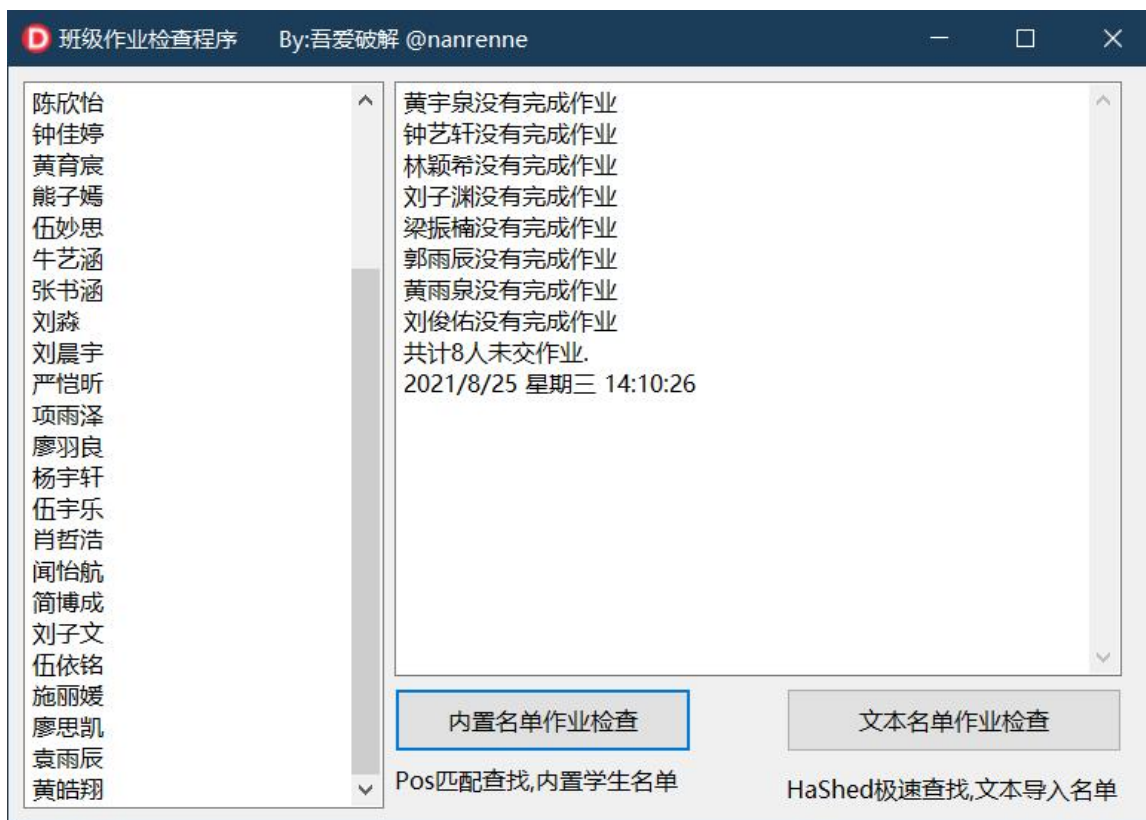 D 班级作业检查程序 By:吾爱破解 @nanrenne
陈欣怡
钟佳婷
黄育宸
熊子嫣
伍妙思
牛艺涵
张书涵
刘淼
刘晨宇
严恺昕
项雨泽
廖羽良
杨宇轩
伍宇乐
肖哲浩
闻怡航
简博成
刘子文
伍依铭
施丽媛
廖思凯
袁雨辰
黄皓翔
黄宇泉没有完成作业
钟艺轩没有完成作业
林颖希没有完成作业
刘子渊没有完成作业
梁振楠没有完成作业
郭雨辰没有完成作业
黄雨泉没有完成作业
刘俊佑没有完成作业
共计8人未交作业.
2021/8/25 星期三 14:10:26
内置名单作业检查
文本名单作业检查
Pos匹配查找,内置学生名单
HaShed极速查找,文本导入名单